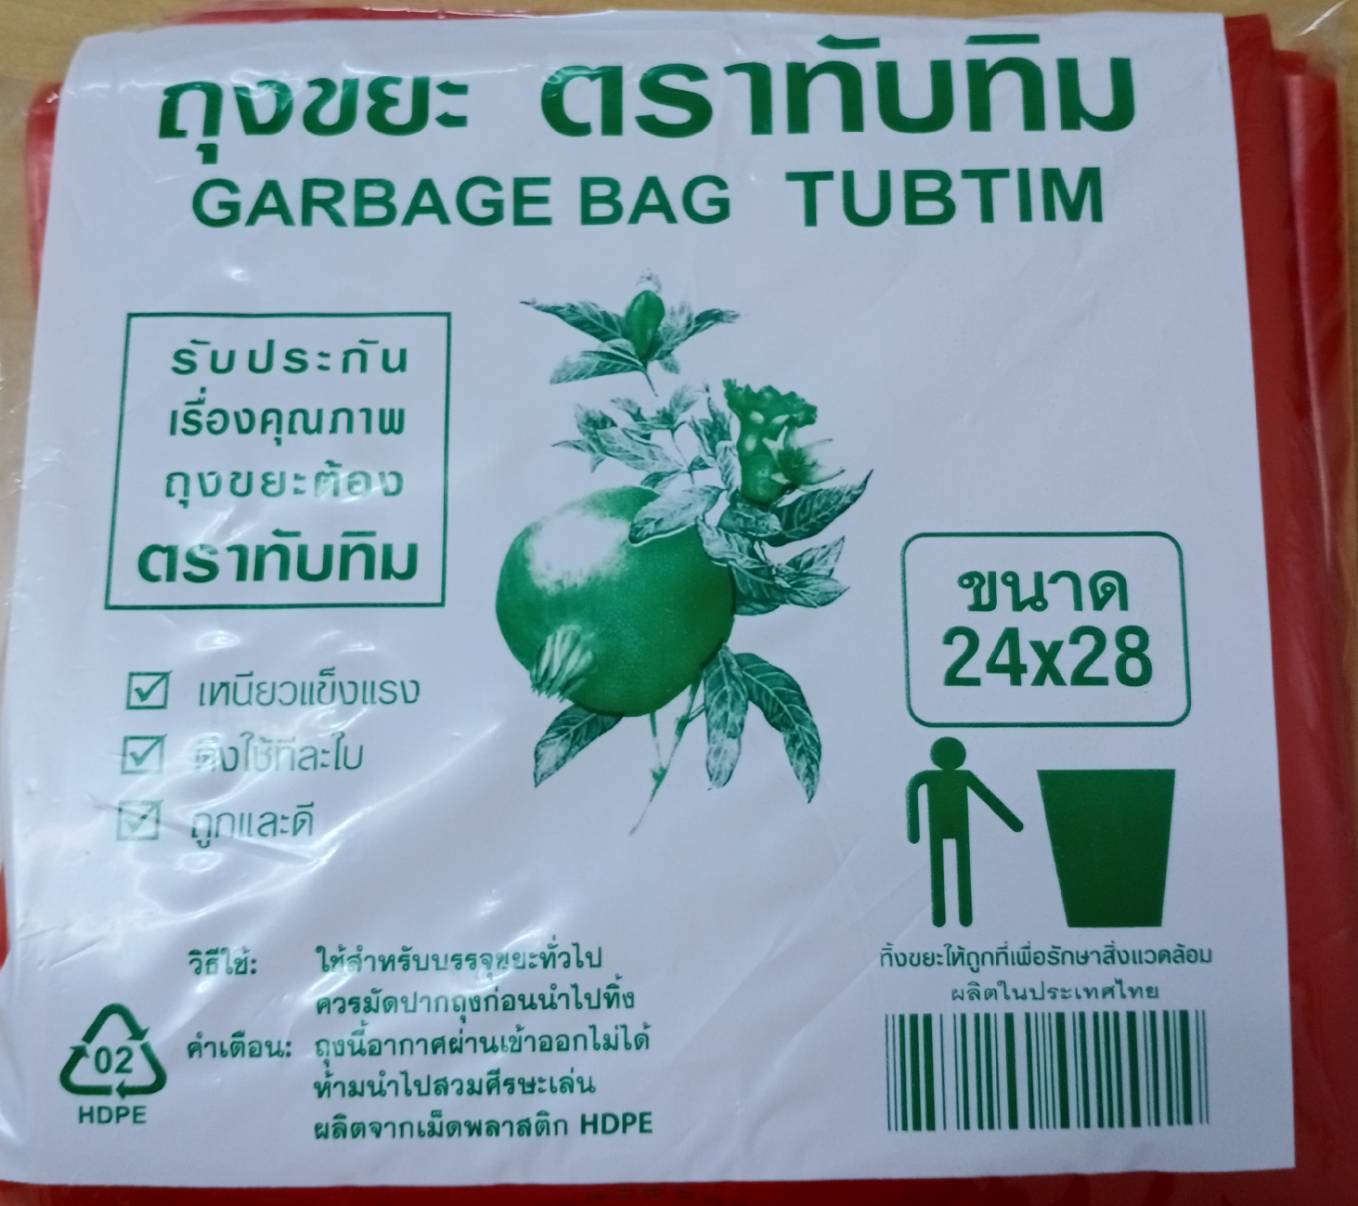 ถุงขยะ ตราทับทิม
GARBAGE BAG TUBTIM
รับประกัน
เรื่องคุณภาพ
ถุงขยะต้อง
ตราทับทิม
เหนียวแข็งแรง
ดึงใช้ทีละใบ
ถูกและดี
ขนาด
24x28
วิธีใช้: ใช้สำหรับบรรจุขยะทั่วไป
ควรมัดปากถุงก่อนนำไปทิ้ง
คำเตือน: ถุงนี้อากาศผ่านเข้าออกไม่ได้
ห้ามนำไปสวมศีรษะเล่น
ผลิตจากเม็ดพลาสติก HDPE
02
HDPE
ทิ้งขยะให้ถูกที่เพื่อรักษาสิ่งแวดล้อม
ผลิตในประเทศไทย